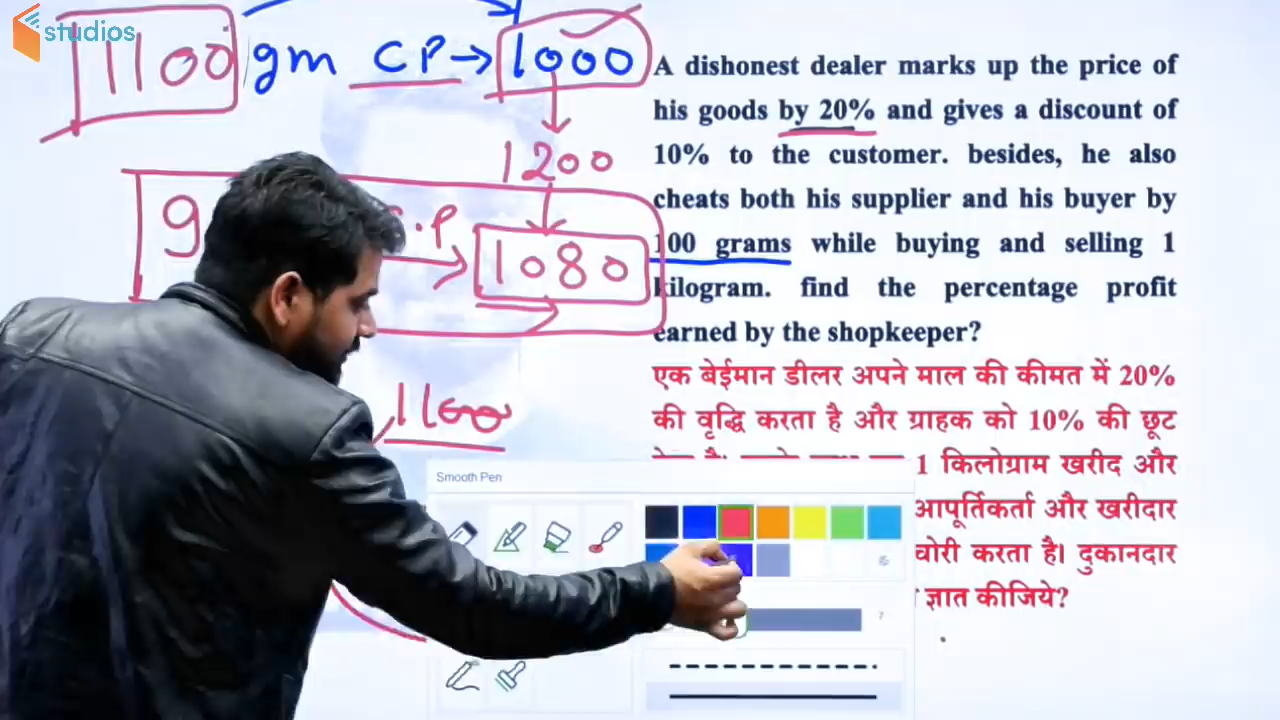 studios
1100 gm CP→ 1000
1200
1080
1100
A dishonest dealer marks up the price of
his goods by 20% and gives a discount of
10% to the customer. besides, he also
cheats both his supplier and his buyer by
100 grams while buying and selling 1
kilogram. find the percentage profit
earned by the shopkeeper?
एक बेईमान डीलर अपने माल की कीमत में 20%
की वृद्धि करता है और ग्राहक को 10% की छूट
1 किलोग्राम खरीद और
आपूर्तिकर्ता और खरीदार
करता है। दुकानदार
ज्ञात कीजिये?
Smooth Pen